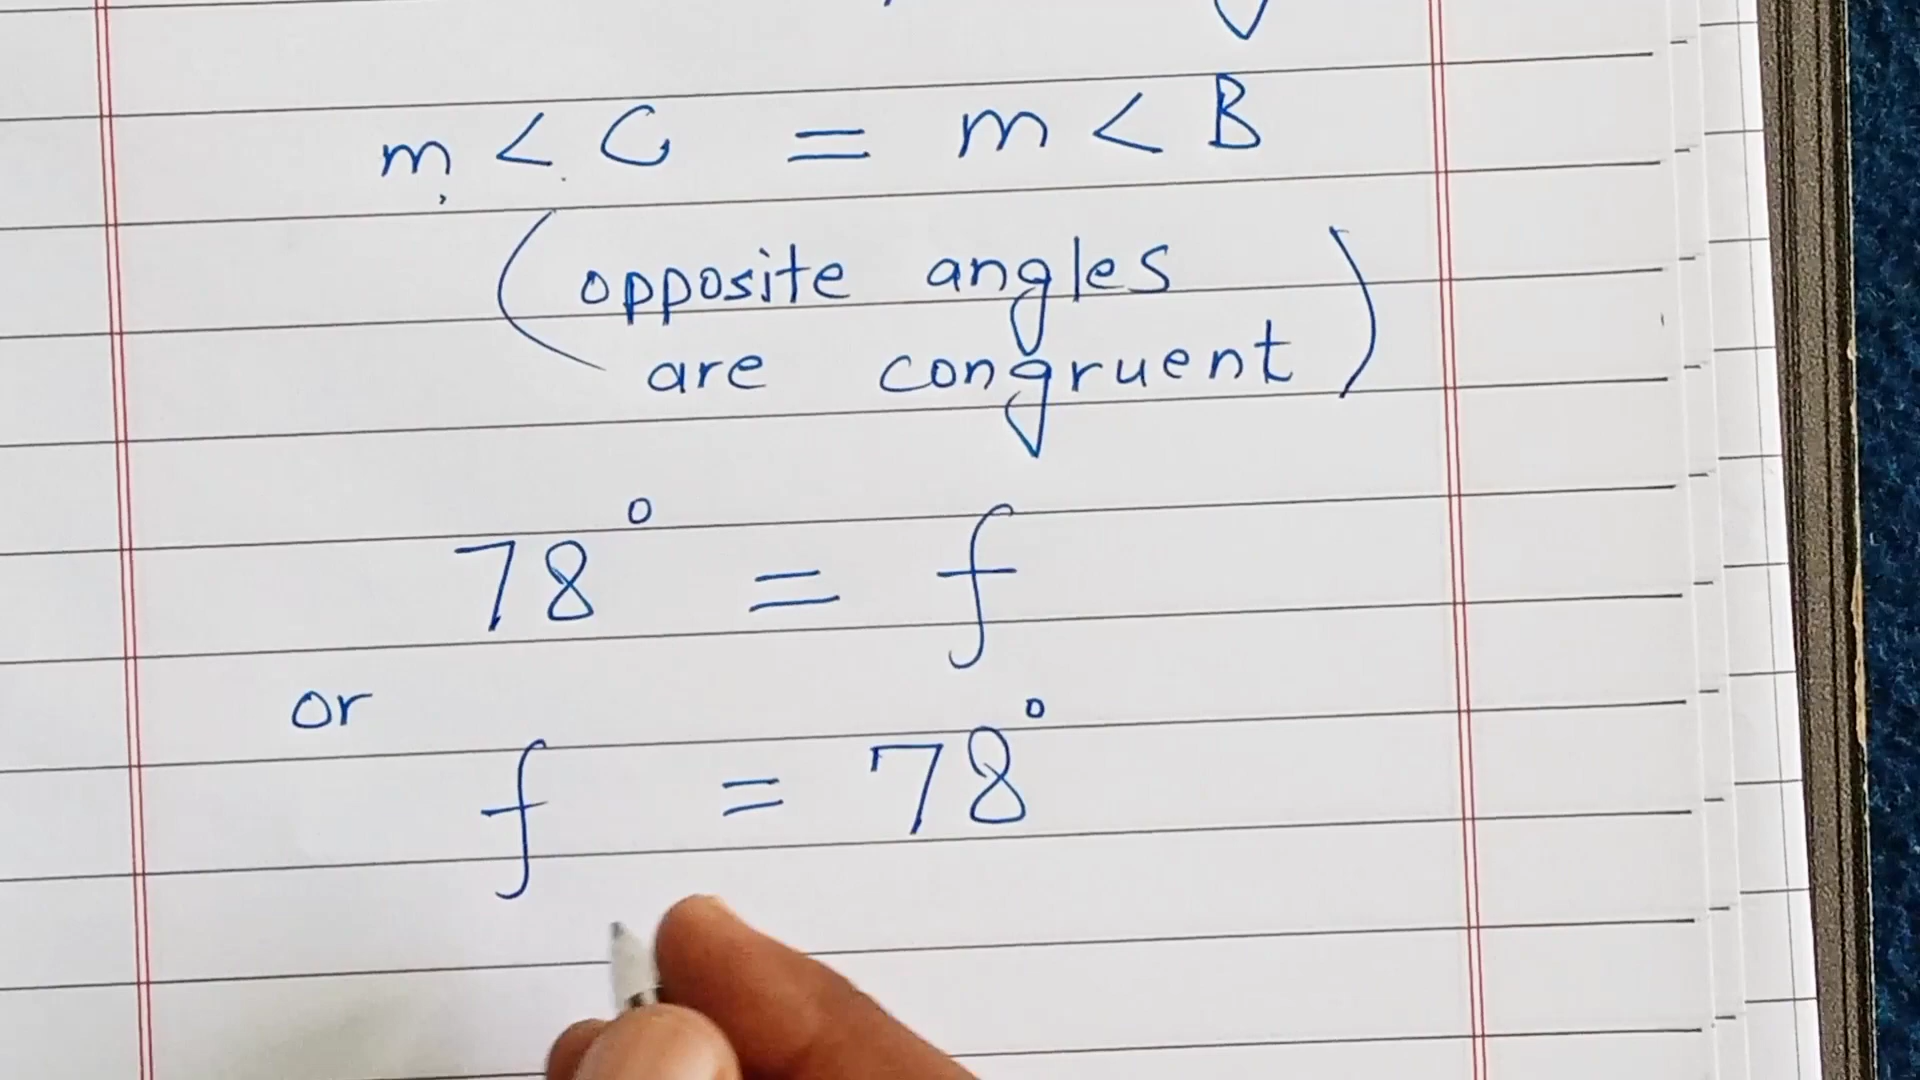 m < C = m < B
(opposite angles
are congruent)
78° = f
or
f = 78°